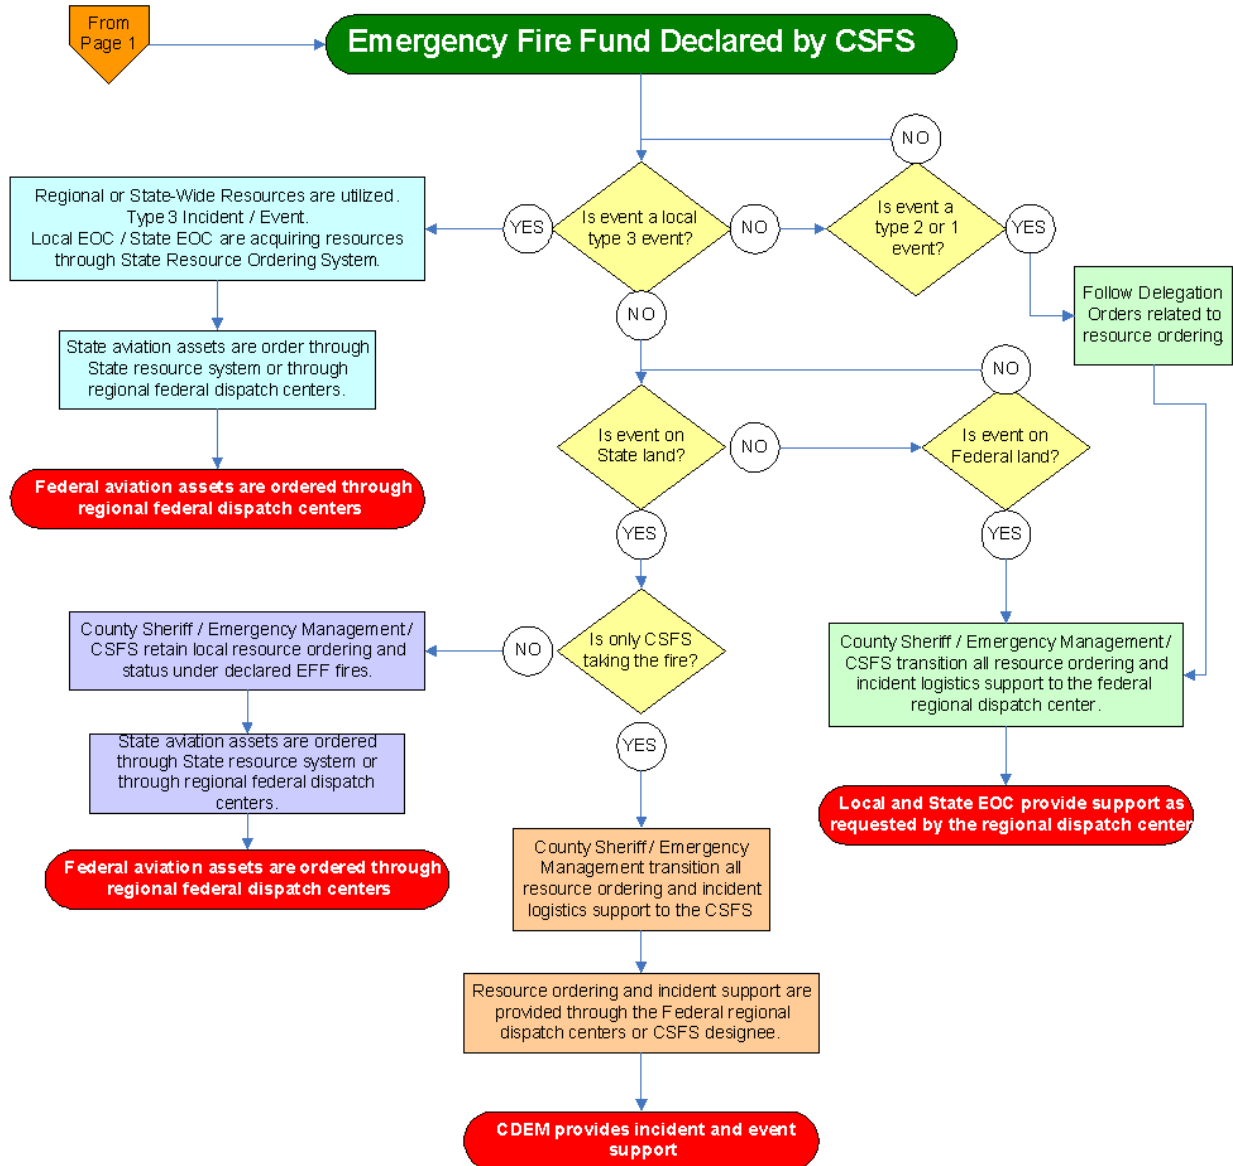 From
Page 1
Emergency Fire Fund Declared by CSFS
NO
Regional or State-Wide Resources are utilized.
Type 3 Incident / Event.
Local EOC / State EOC are acquiring resources
through State Resource Ordering System.
YES
Is event a local
type 3 event?
NO
Is event a
type 2 or 1
event?
YES
Follow Delegation
Orders related to
resource ordering.
NO
State aviation assets are order through
State resource system or through
regional federal dispatch centers.
NO
Is event on
State land?
NO
Is event on
Federal land?
Federal aviation assets are ordered through
regional federal dispatch centers
YES
YES
County Sheriff / Emergency Management /
CSFS retain local resource ordering and
status under declared EFF fires.
NO
Is only CSFS
taking the fire?
County Sheriff / Emergency Management /
CSFS transition all resource ordering and
incident logistics support to the federal
regional dispatch center.
YES
State aviation assets are ordered
through State resource system or
through regional federal dispatch
centers.
Local and State EOC provide support as
requested by the regional dispatch center
Federal aviation assets are ordered through
regional federal dispatch centers
County Sheriff / Emergency
Management transition all
resource ordering and incident
logistics support to the CSFS
Resource ordering and incident support are
provided through the Federal regional
dispatch centers or CSFS designee.
CDEM provides incident and event
support